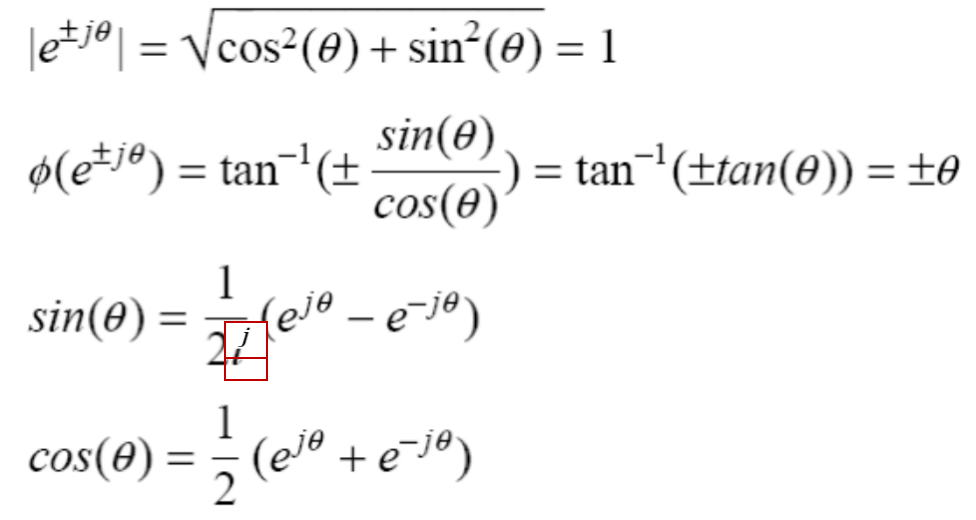 |e^{±jθ}| = √(cos²(θ) + sin²(θ)) = 1
ϕ(e^{±jθ}) = tan⁻¹(± sin(θ)/cos(θ)) = tan⁻¹(±tan(θ)) = ±θ
sin(θ) = 1/2j (e^{jθ} − e^{−jθ})
cos(θ) = 1/2 (e^{jθ} + e^{−jθ})